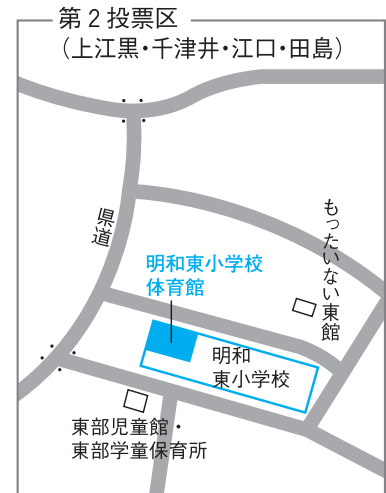 第2投票区
（上江黒・千津井・江口・田島）
県道
もったいない東館
明和東小学校
体育館
明和
東小学校
東部児童館・
東部学童保育所